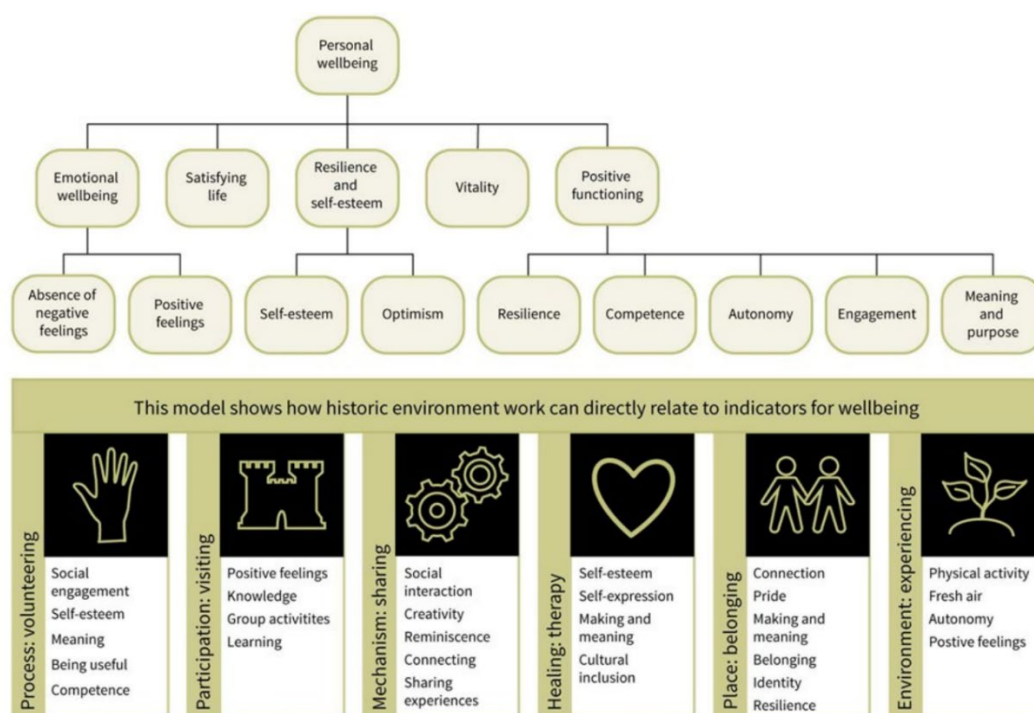 Personal
wellbeing
Emotional
wellbeing
Satisfying
life
Resilience
and
self-esteem
Vitality
Positive
functioning
Absence of
negative
feelings
Positive
feelings
Self-esteem
Optimism
Resilience
Competence
Autonomy
Engagement
Meaning
and
purpose
This model shows how historic environment work can directly relate to indicators for wellbeing
Process: volunteering
Social
engagement
Self-esteem
Meaning
Being useful
Competence
Participation: visiting
Positive feelings
Knowledge
Group activitites
Learning
Mechanism: sharing
Social
interaction
Creativity
Reminiscence
Connecting
Sharing
experiences
Healing: therapy
Self-esteem
Self-expression
Making and
meaning
Cultural
inclusion
Place: belonging
Connection
Pride
Making and
meaning
Belonging
Identity
Resilience
Environment: experiencing
Physical activity
Fresh air
Autonomy
Postive feelings